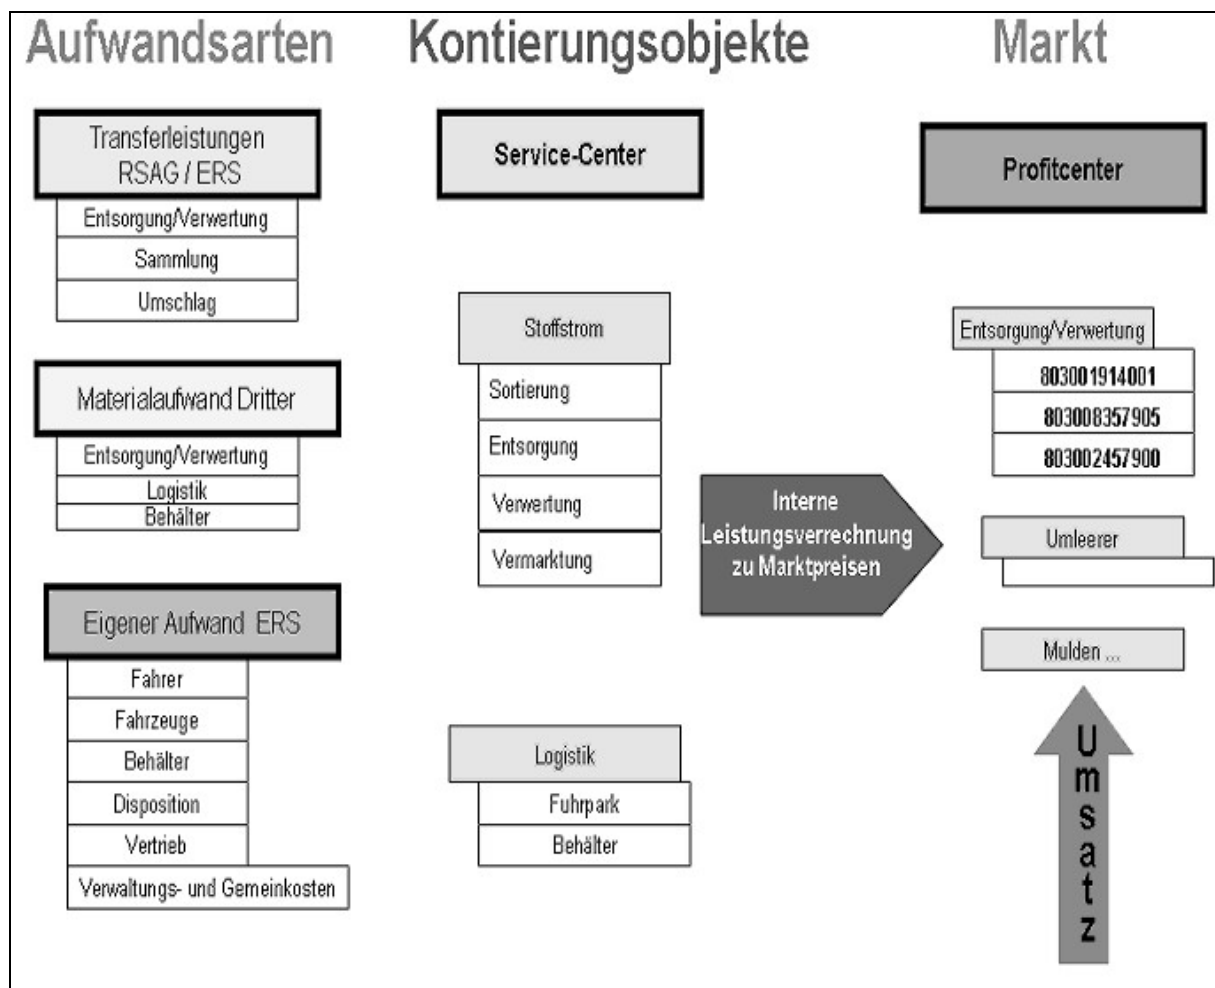 Aufwandsarten
Kontierungsobjekte
Markt
Transferleistungen
RSAG / ERS
Entsorgung/Verwertung
Sammlung
Umschlag
Materialaufwand Dritter
Entsorgung/Verwertung
Logistik
Behälter
Eigener Aufwand ERS
Fahrer
Fahrzeuge
Behälter
Disposition
Vertrieb
Verwaltungs- und Gemeinkosten
Service-Center
Stoffstrom
Sortierung
Entsorgung
Verwertung
Vermarktung
Logistik
Fuhrpark
Behälter
Interne
Leistungsverrechnung
zu Marktpreisen
Profitcenter
Entsorgung/Verwertung
803001914001
803008357905
803002457900
Umleerer
Mulden ...
Umsatz